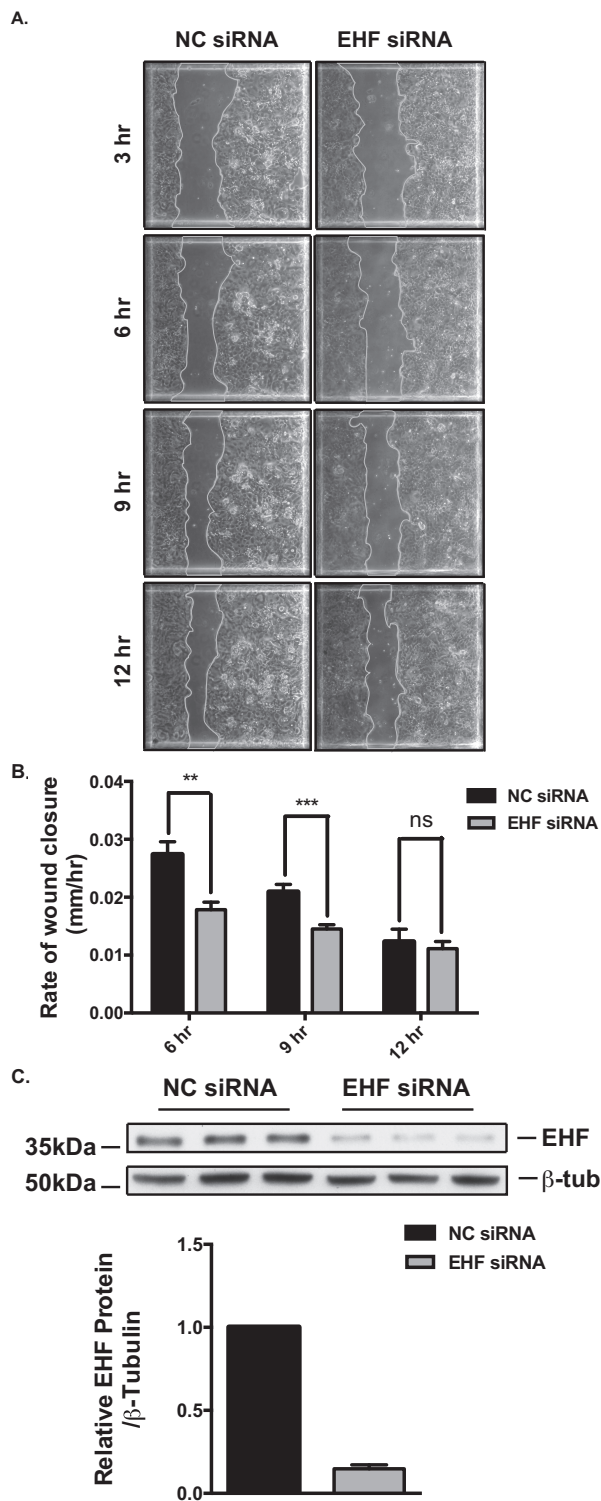 A.
NC siRNA EHF siRNA
3 hr
6 hr
9 hr
12 hr
B.
Rate of wound closure
(mm/hr)
0.04
0.03
0.02
0.01
0.00
** *** ns
NC siRNA
EHF siRNA
6 hr 9 hr 12 hr
C.
NC siRNA EHF siRNA
35kDa EHF
50kDa β-tub
NC siRNA
EHF siRNA
Relative EHF Protein
/β-Tubulin
1.5
1.0
0.5
0.0